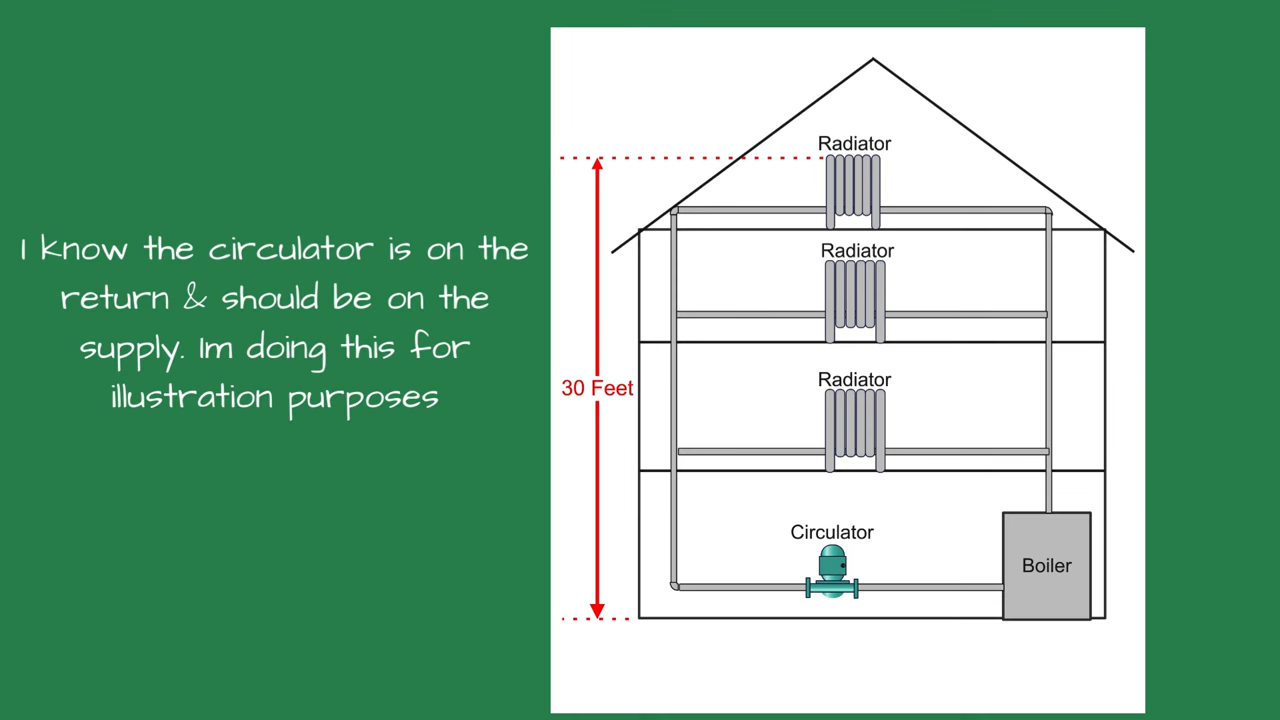 I know the circulator is on the
return & should be on the
supply. Im doing this for
illustration purposes
Radiator
Radiator
30 Feet
Radiator
Circulator
Boiler